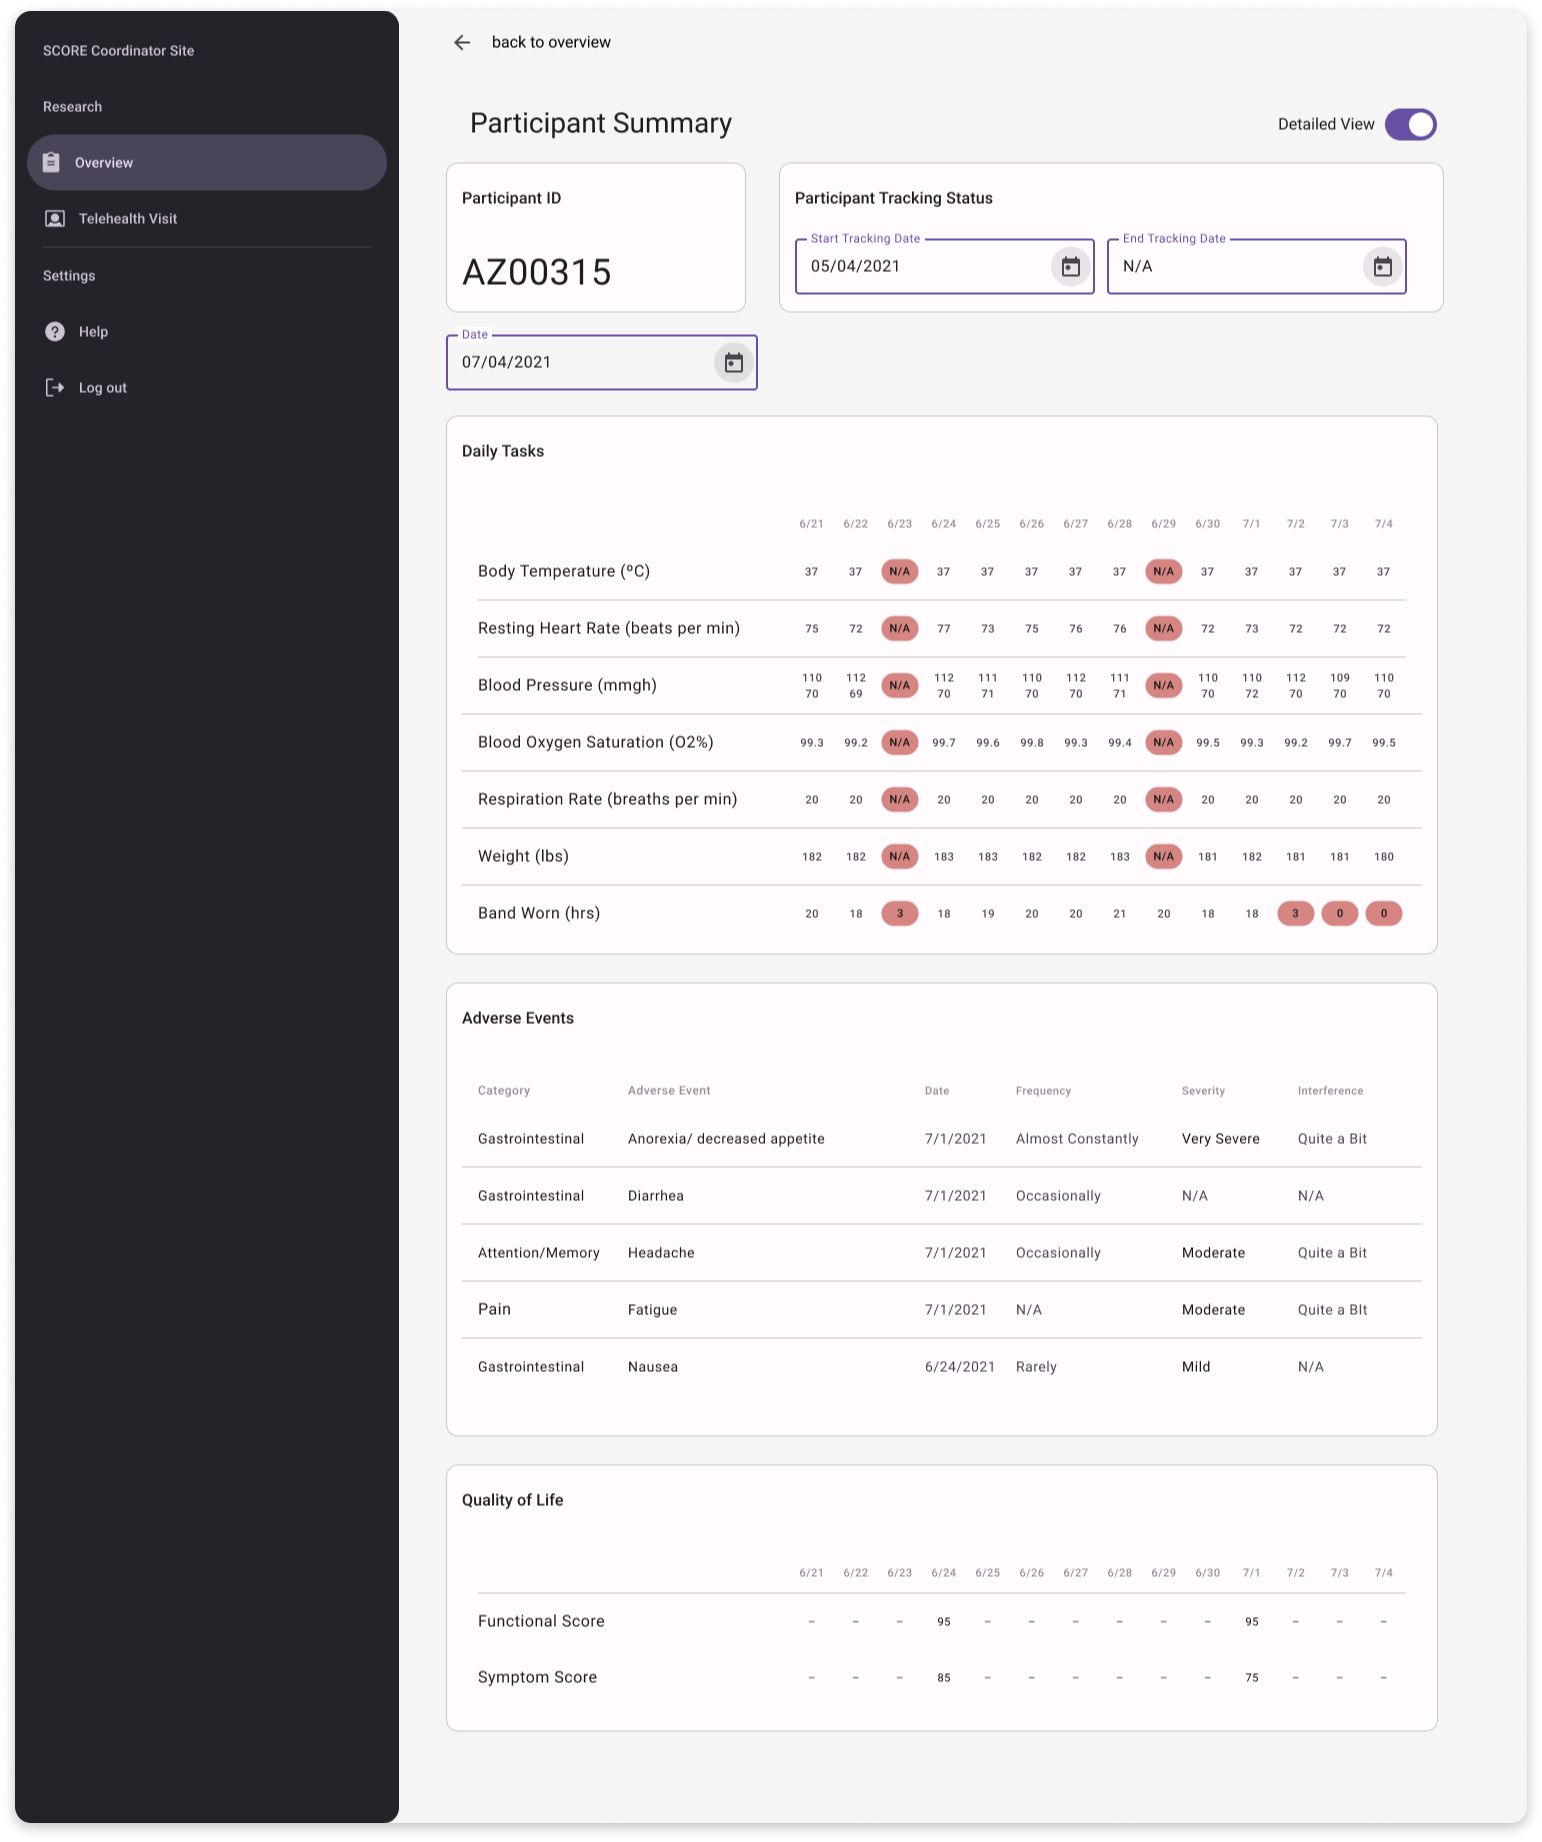 SCORE Coordinator Site
Research
Overview
Telehealth Visit
Settings
Help
Log out
back to overview
Participant Summary
Detailed View
Participant ID
AZ00315
Participant Tracking Status
Start Tracking Date
05/04/2021
End Tracking Date
N/A
Date
07/04/2021
Daily Tasks
6/21 6/22 6/23 6/24 6/25 6/26 6/27 6/28 6/29 6/30 7/1 7/2 7/3 7/4
Body Temperature (ºC) 37 37 N/A 37 37 37 37 37 N/A 37 37 37 37 37
Resting Heart Rate (beats per min) 75 72 N/A 77 73 75 76 76 N/A 72 73 72 72 72
110 112 112 111 110 112 111 110 110 112 109 110
Blood Pressure (mmgh) N/A N/A
70 69 70 71 70 70 71 70 72 70 70 70
Blood Oxygen Saturation (O2%) 99.3 99.2 N/A 99.7 99.6 99.8 99.3 99.4 N/A 99.5 99.3 99.2 99.7 99.5
Respiration Rate (breaths per min) 20 20 N/A 20 20 20 20 20 N/A 20 20 20 20 20
Weight (lbs) 182 182 N/A 183 183 182 182 183 N/A 181 182 181 181 180
Band Worn (hrs) 20 18 3 18 19 20 20 21 20 18 18 3 0 0
Adverse Events
Category Adverse Event Date Frequency Severity Interference
Gastrointestinal Anorexia/ decreased appetite 7/1/2021 Almost Constantly Very Severe Quite a Bit
Gastrointestinal Diarrhea 7/1/2021 Occasionally N/A N/A
Attention/Memory Headache 7/1/2021 Occasionally Moderate Quite a Bit
Pain Fatigue 7/1/2021 N/A Moderate Quite a BIt
Gastrointestinal Nausea 6/24/2021 Rarely Mild N/A
Quality of Life
6/21 6/22 6/23 6/24 6/25 6/26 6/27 6/28 6/29 6/30 7/1 7/2 7/3 7/4
Functional Score - - - 95 - - - - - - 95 - - -
Symptom Score - - - 85 - - - - - - 75 - - -